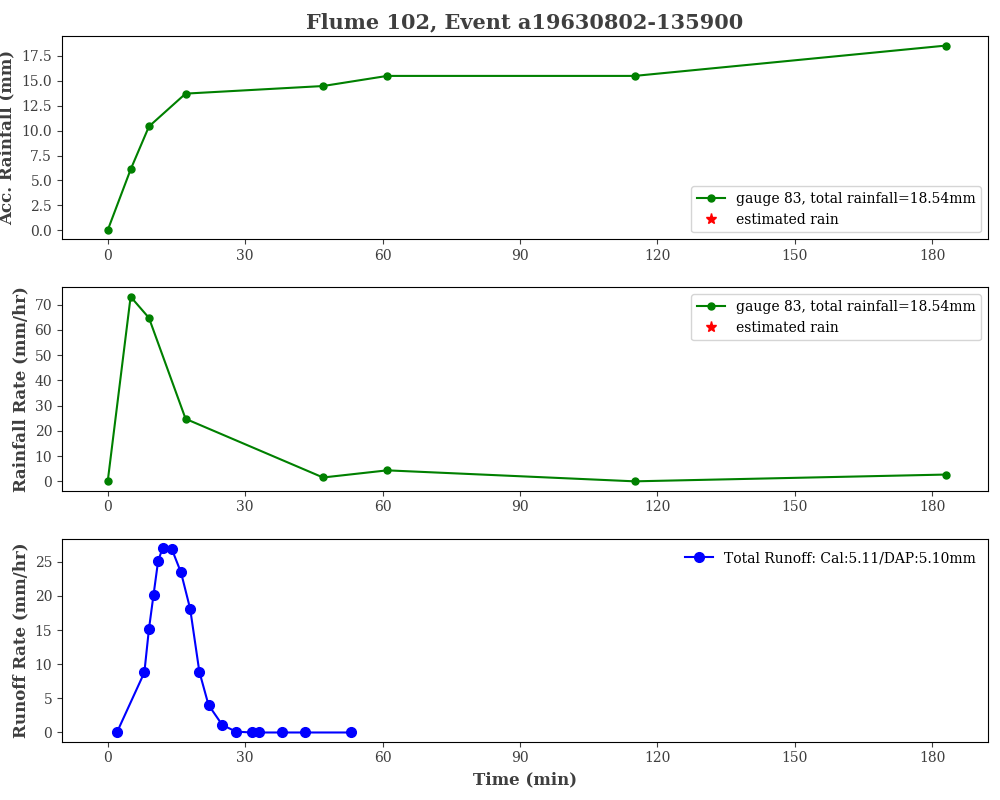 Flume 102, Event a19630802-135900
Acc. Rainfall (mm)
17.5
15.0
12.5
10.0
7.5
5.0
2.5
0.0
gauge 83, total rainfall=18.54mm
estimated rain
0 30 60 90 120 150 180
Rainfall Rate (mm/hr)
70
60
50
40
30
20
10
0
gauge 83, total rainfall=18.54mm
estimated rain
0 30 60 90 120 150 180
Runoff Rate (mm/hr)
25
20
15
10
5
0
Total Runoff: Cal:5.11/DAP:5.10mm
0 30 60 90 120 150 180
Time (min)